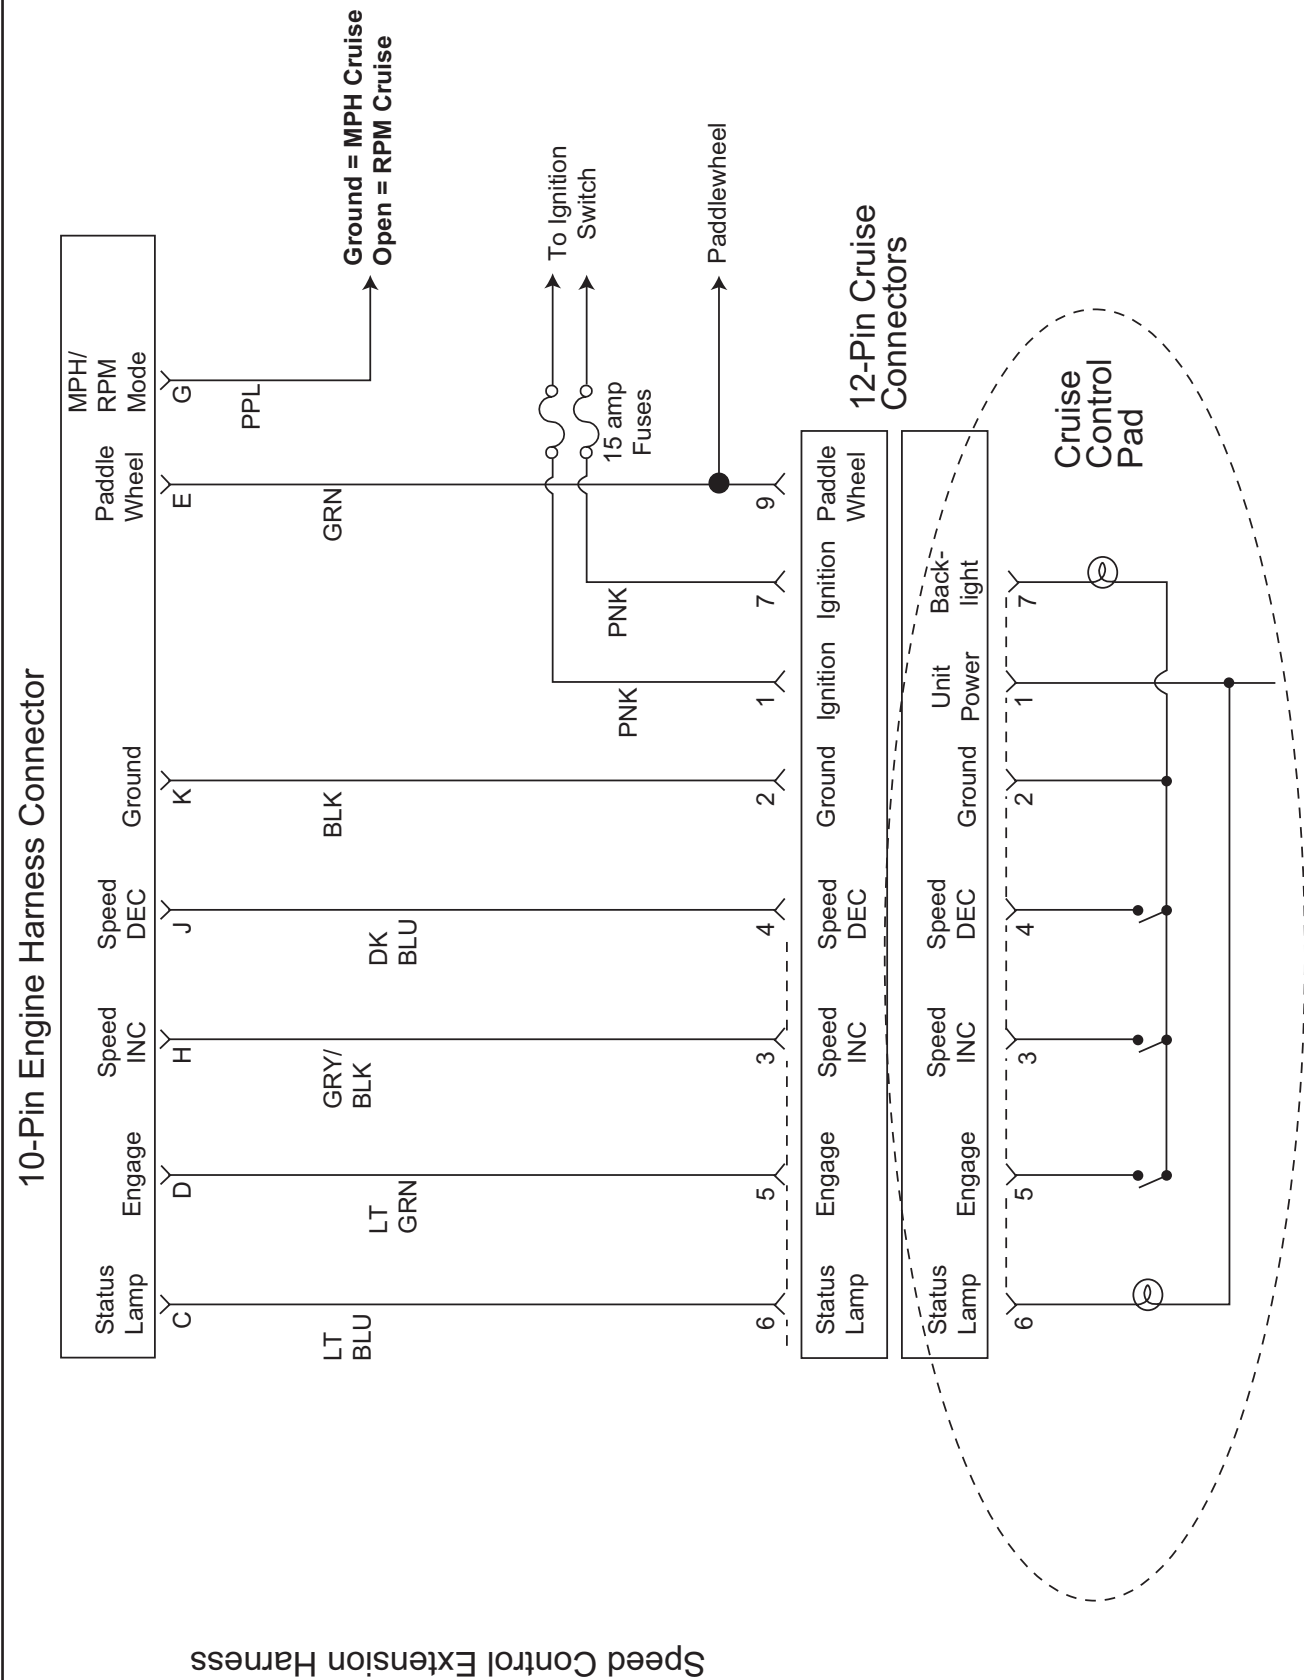 Speed Control Extension Harness
10-Pin Engine Harness Connector
Status
Lamp
Engage
Speed
INC
Speed
DEC
Ground
Paddle
Wheel
MPH/
RPM
Mode
C
D
H
J
K
E
G
LT
BLU
LT
GRN
GRY/
BLK
DK
BLU
BLK
GRN
PPL
Ground = MPH Cruise
Open = RPM Cruise
To Ignition
Switch
15 amp
Fuses
PNK
PNK
Paddlewheel
6
5
3
4
2
1
7
9
12-Pin Cruise
Connectors
Status
Lamp
Engage
Speed
INC
Speed
DEC
Ground
Ignition
Ignition
Paddle
Wheel
Status
Lamp
Engage
Speed
INC
Speed
DEC
Ground
Unit
Power
Back-
light
6
5
3
4
2
1
7
Cruise
Control
Pad